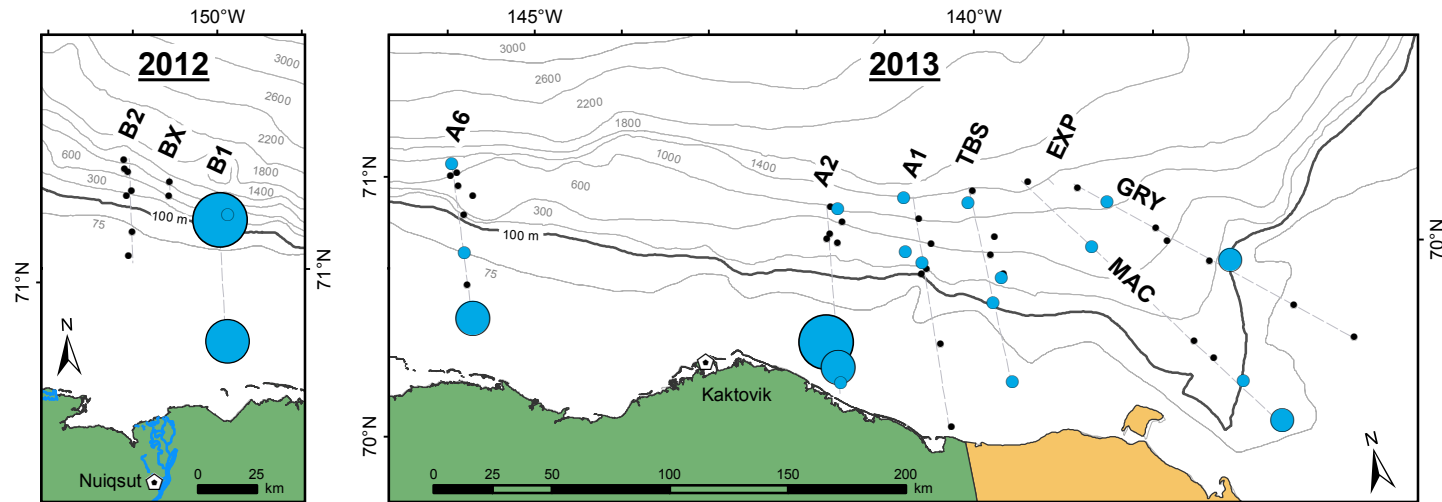 150°W
145°W
140°W
2012
2013
3000
2600
2200
1800
1400
600
300
100 m
75
B2
BX
B1
3000
2600
2200
1800
1400
1000
600
300
100 m
75
A6
A2
A1
TBS
EXP
GRY
MAC
71°N
71°N
71°N
70°N
70°N
N
N
Nuiqsut
Kaktovik
0 25
km
0 25 50 100 150 200
km